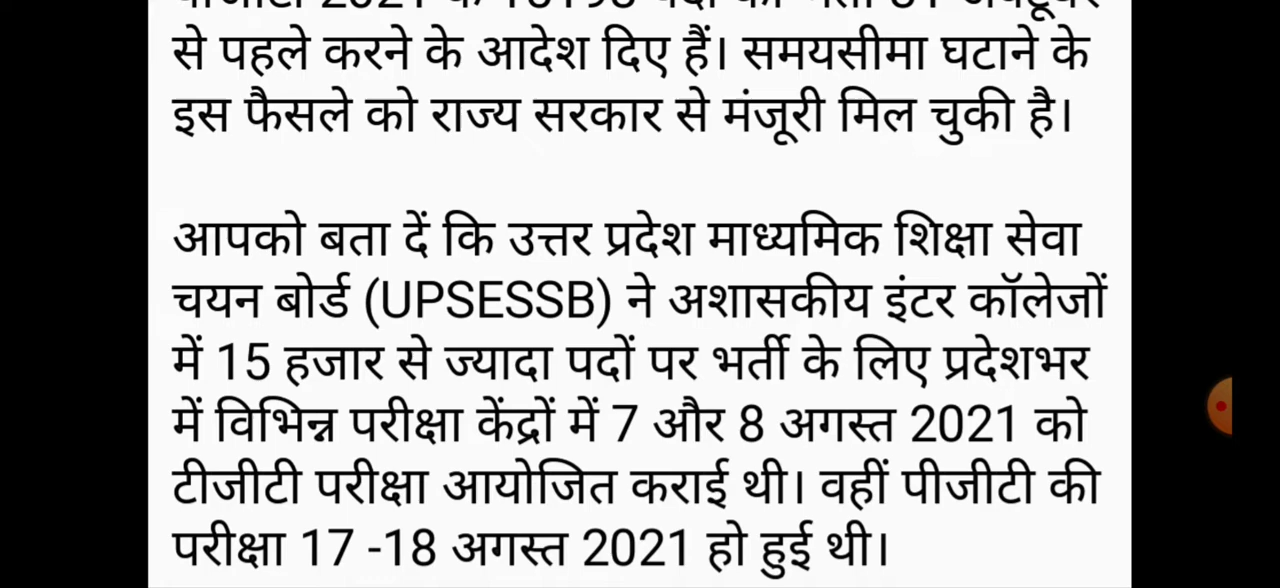 से पहले करने के आदेश दिए हैं। समयसीमा घटाने के
इस फैसले को राज्य सरकार से मंजूरी मिल चुकी है।
आपको बता दें कि उत्तर प्रदेश माध्यमिक शिक्षा सेवा
चयन बोर्ड (UPSESSB) ने अशासकीय इंटर कॉलेजों
में 15 हजार से ज्यादा पदों पर भर्ती के लिए प्रदेशभर
में विभिन्न परीक्षा केंद्रों में 7 और 8 अगस्त 2021 को
टीजीटी परीक्षा आयोजित कराई थी। वहीं पीजीटी की
परीक्षा 17 -18 अगस्त 2021 हो हुई थी।